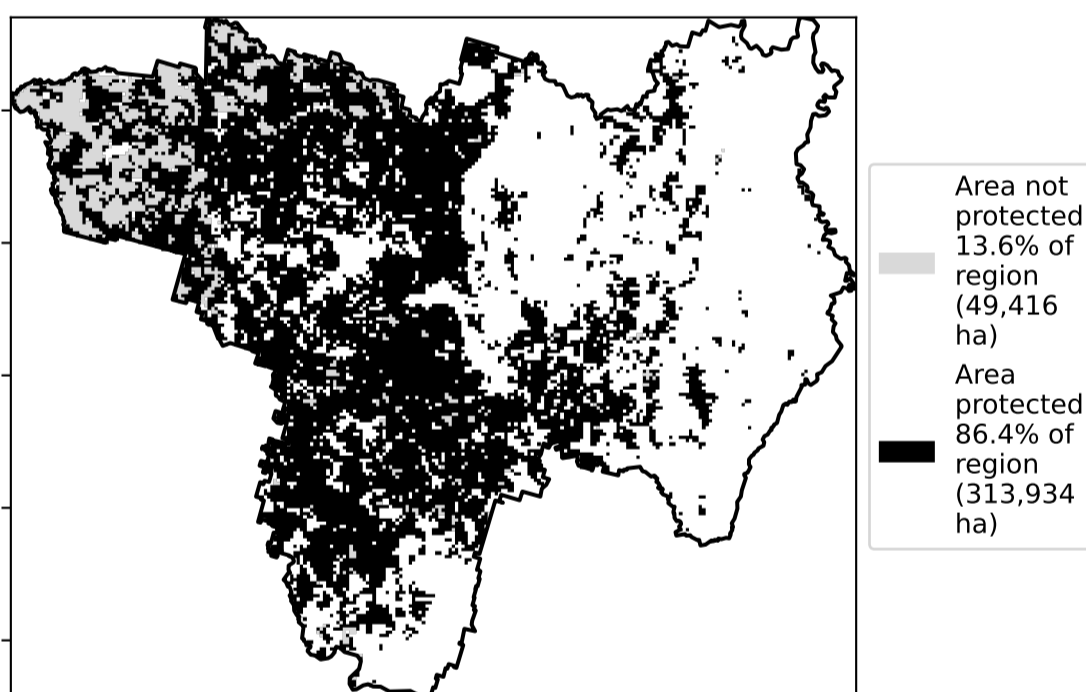 Area not
protected
13.6% of
region
(49,416
ha)
Area
protected
86.4% of
region
(313,934
ha)